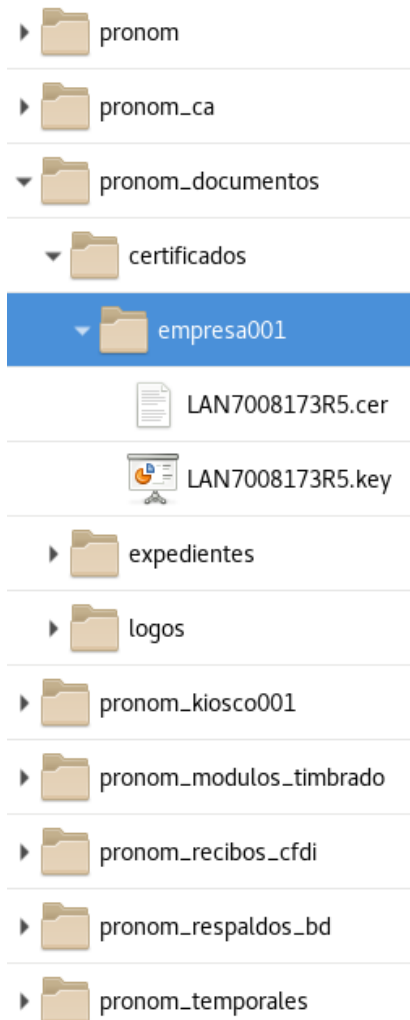 pronom
pronom_ca
pronom_documentos
certificados
empresa001
LAN7008173R5.cer
LAN7008173R5.key
expedientes
logos
pronom_kiosco001
pronom_modulos_timbrado
pronom_recibos_cfdi
pronom_respaldos_bd
pronom_temporales